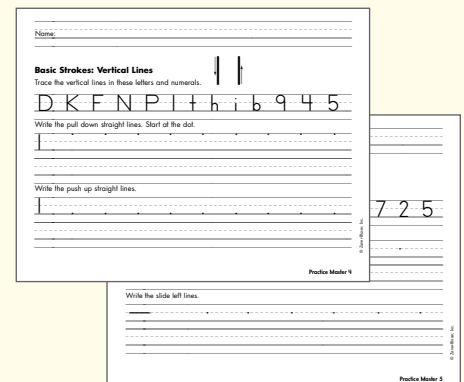 Name:
Basic Strokes: Vertical Lines
Trace the vertical lines in these letters and numerals.
D K F N P l t h i b 9 4 5
Write the pull down straight lines. Start at the dot.
Write the push up straight lines.
© Zaner-Bloser, Inc.
Practice Master 4
7 2 5
Write the slide left lines.
© Zaner-Bloser, Inc.
Practice Master 5